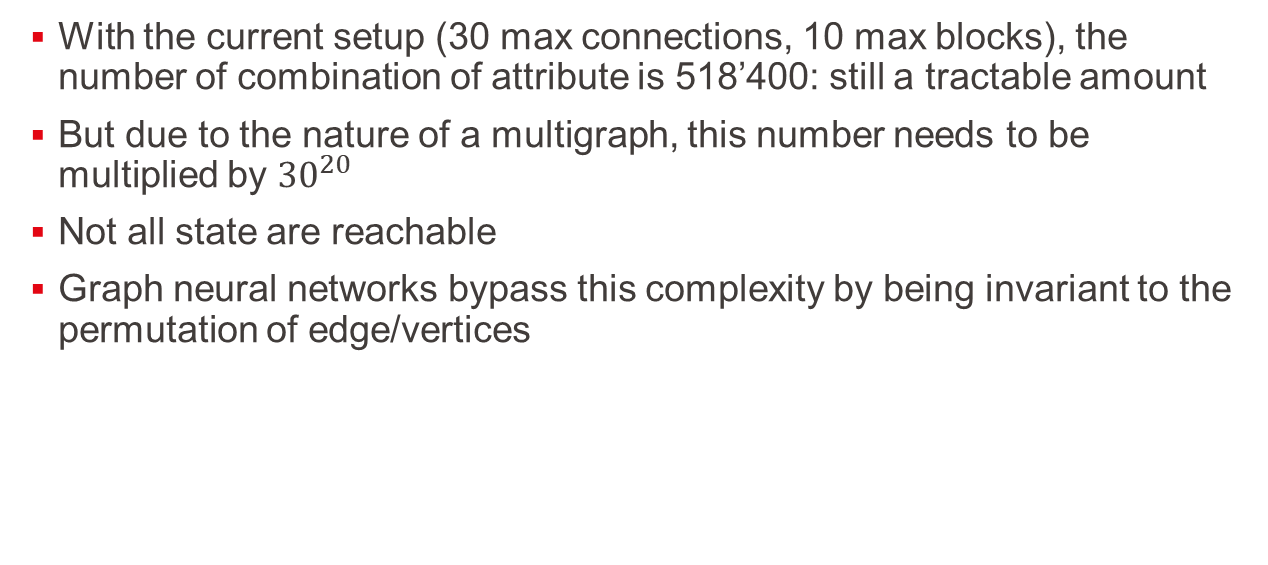 ▪ With the current setup (30 max connections, 10 max blocks), the
number of combination of attribute is 518’400: still a tractable amount
▪ But due to the nature of a multigraph, this number needs to be
multiplied by 30²⁰
▪ Not all state are reachable
▪ Graph neural networks bypass this complexity by being invariant to the
permutation of edge/vertices